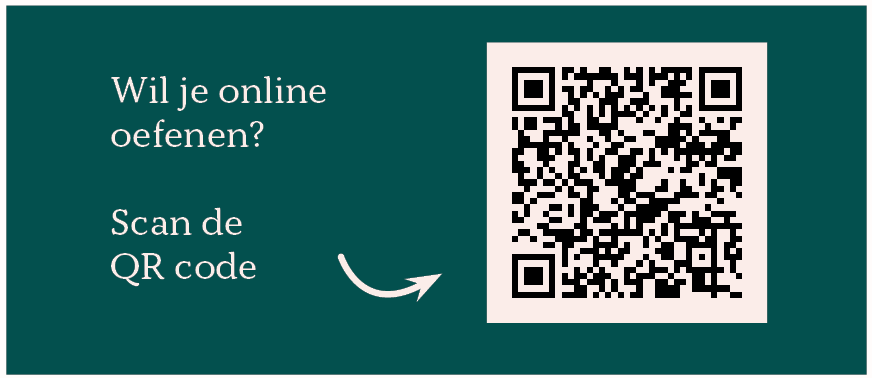 Wil je online
oefenen?
Scan de
QR code